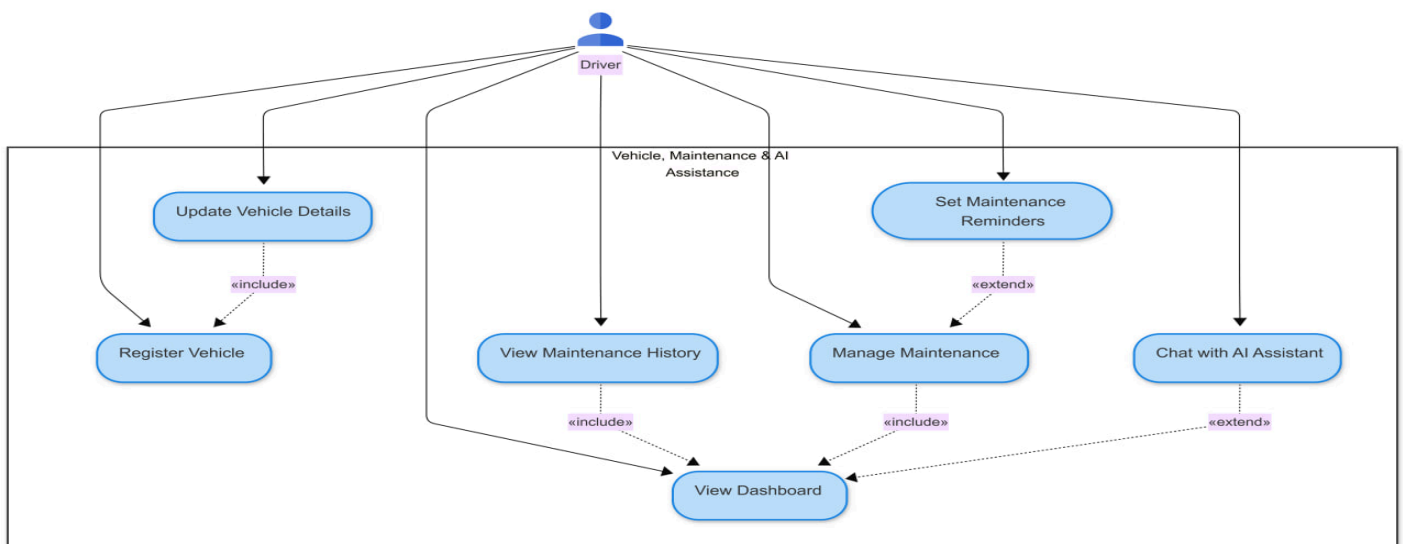 Driver
Vehicle, Maintenance & AI
Assistance
Update Vehicle Details
Set Maintenance
Reminders
«include»
«extend»
Register Vehicle
View Maintenance History
Manage Maintenance
Chat with AI Assistant
«include»
«include»
«extend»
View Dashboard